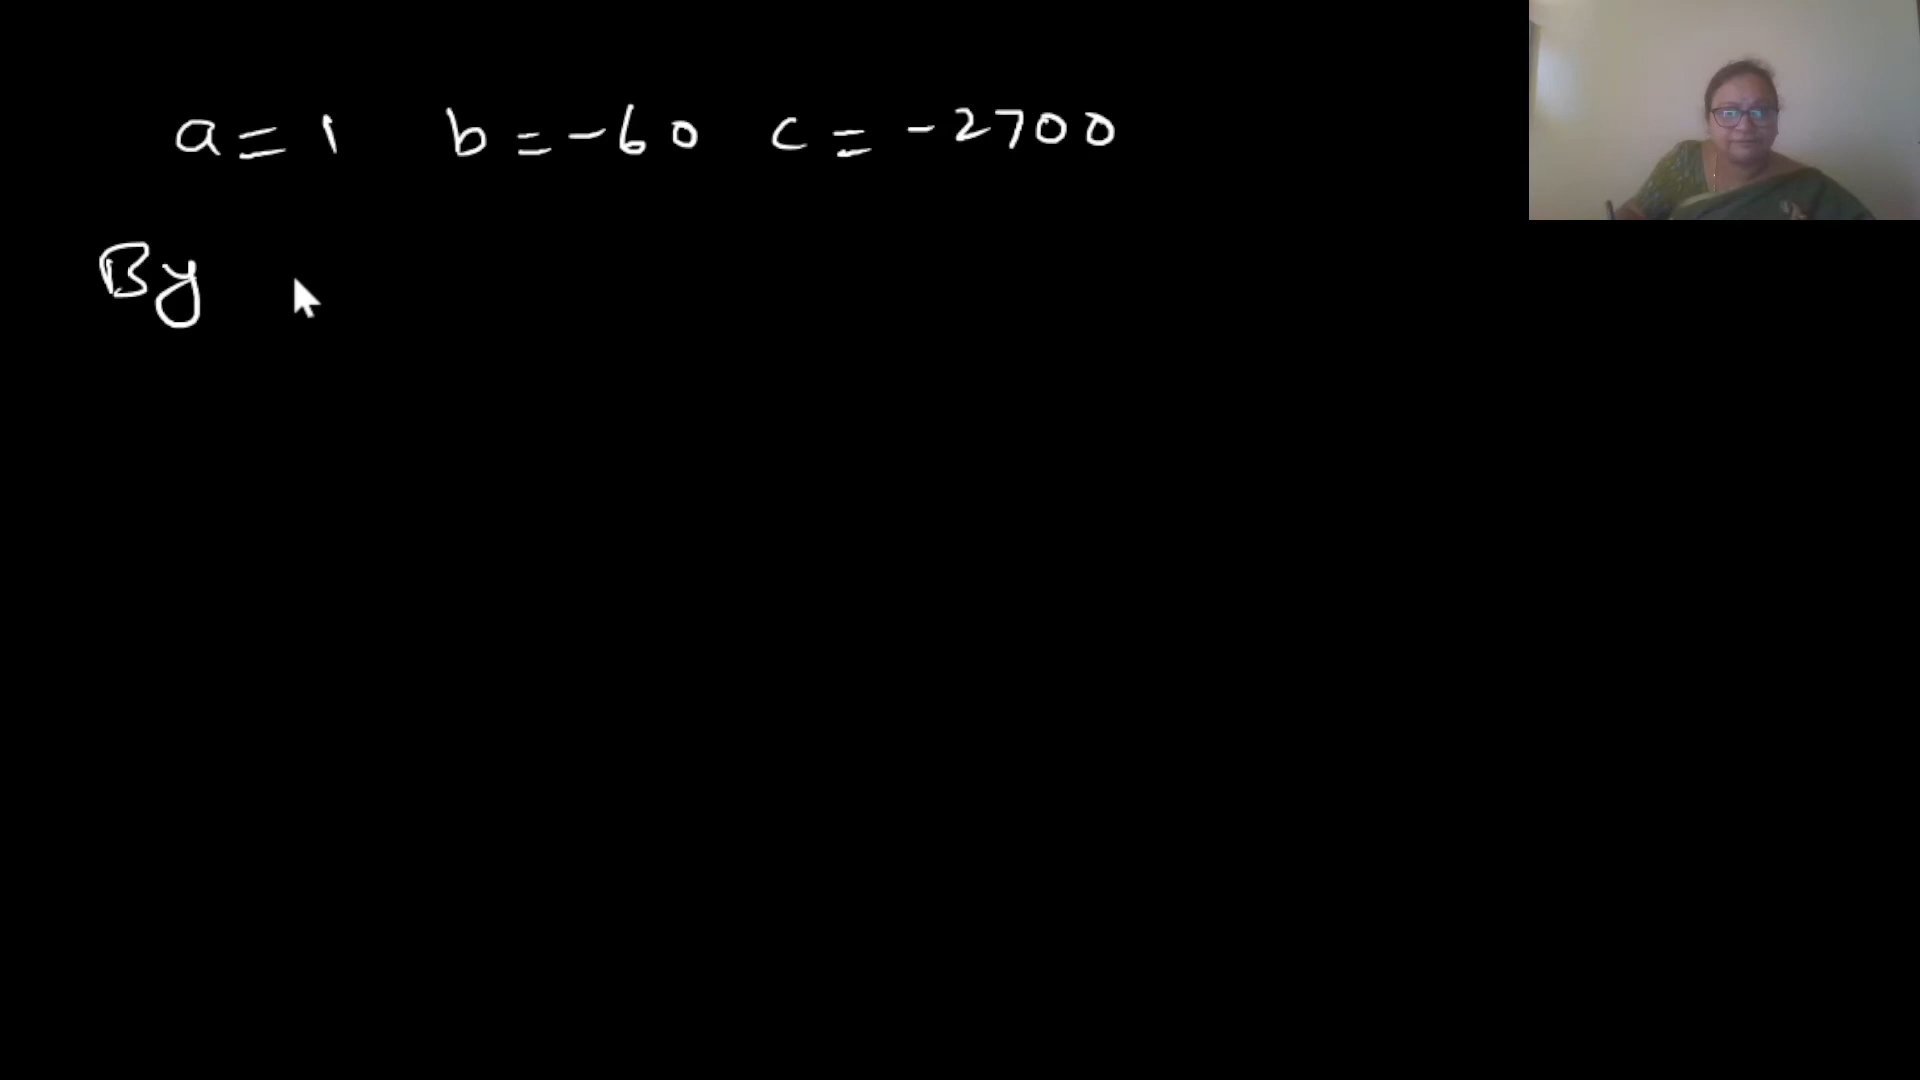 a = 1 b = -60 c = -2700
By